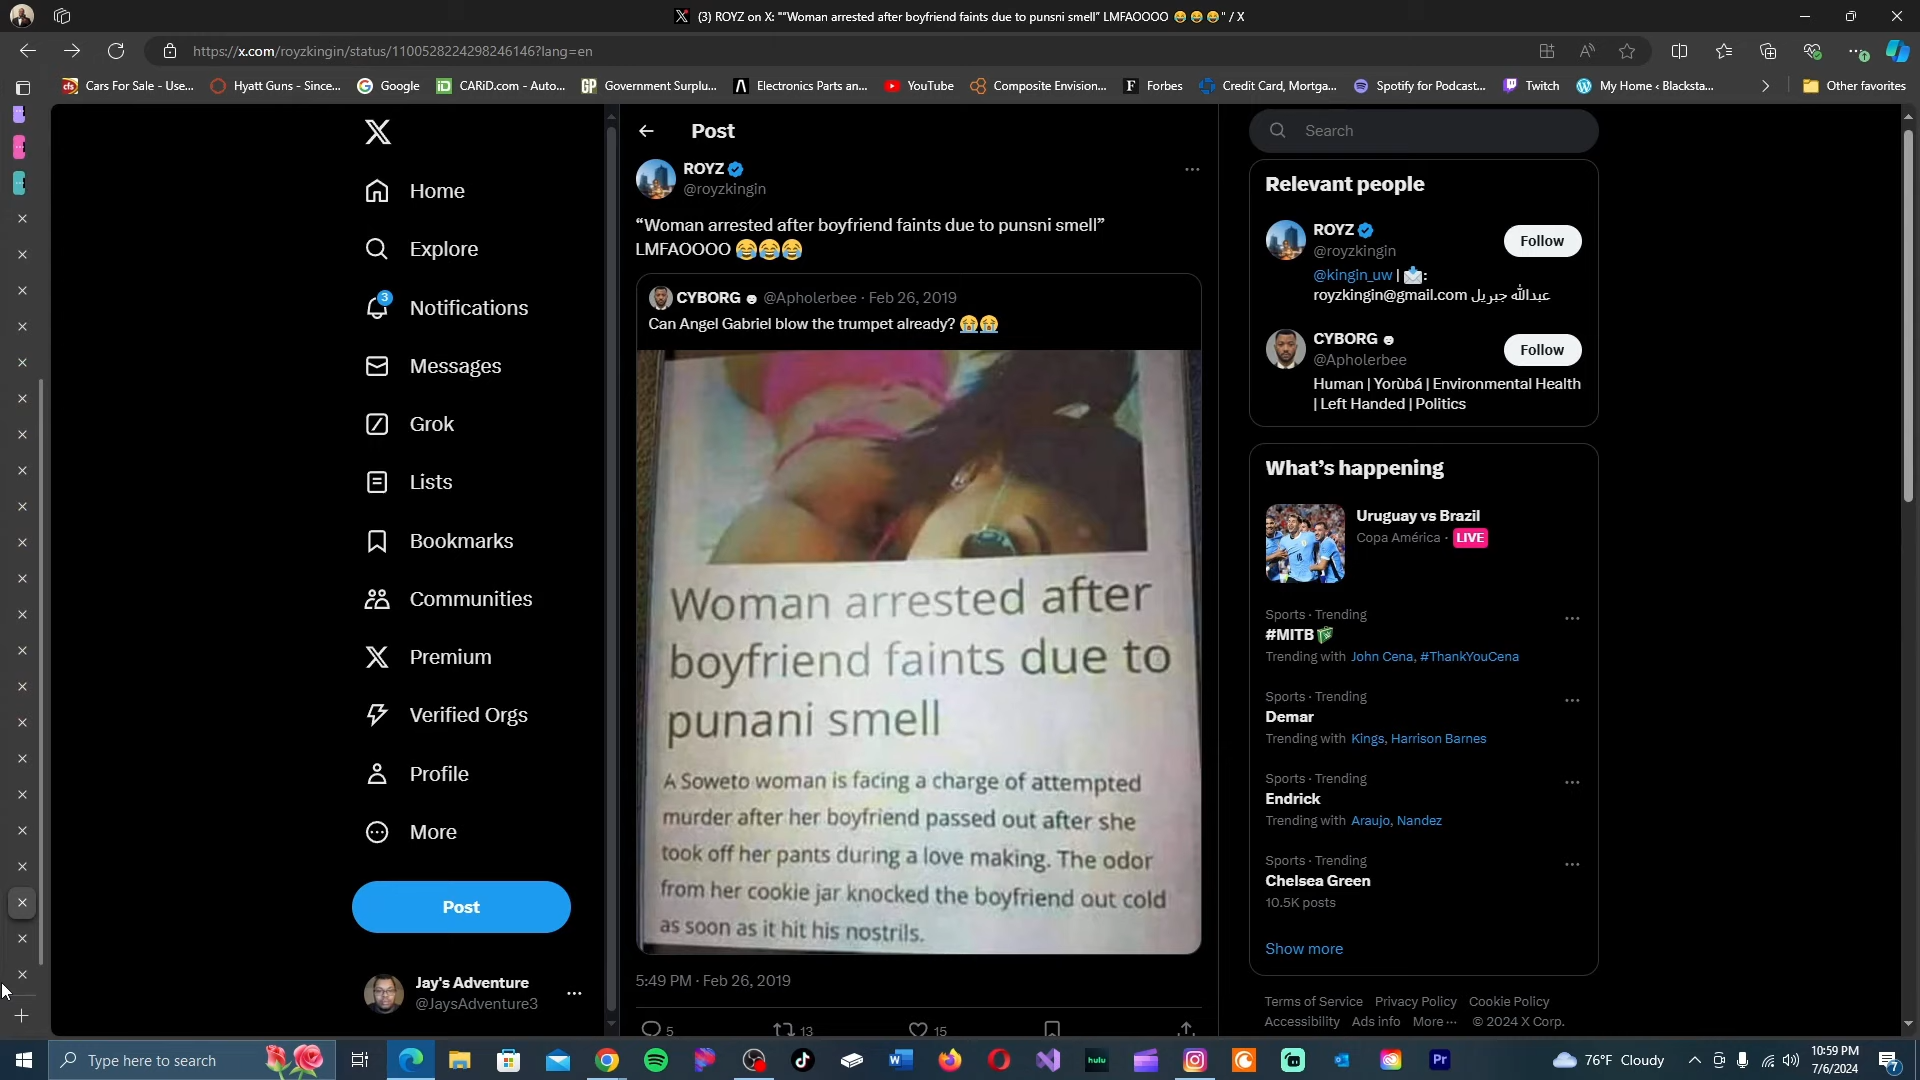 (3) ROYZ on X: "“Woman arrested after boyfriend faints due to punsni smell” LMFAOOOO 😂 😂 😂" / X
https://x.com/royzkingin/status/1100528224298246146?lang=en
Cars For Sale - Use...
Hyatt Guns - Since...
Google
CARiD.com - Auto...
Government Surplu...
Electronics Parts an...
YouTube
Composite Envision...
Forbes
Credit Card, Mortga...
Spotify for Podcast...
Twitch
My Home ‹ Blacksta...
Other favorites
Home
Explore
3
Notifications
Messages
Grok
Lists
Bookmarks
Communities
Premium
Verified Orgs
Profile
More
Post
Jay's Adventure
@JaysAdventure3
Post
ROYZ
@royzkingin
“Woman arrested after boyfriend faints due to punsni smell”
LMFAOOOO 😂😂😂
CYBORG @Apholerbee · Feb 26, 2019
Can Angel Gabriel blow the trumpet already? 😭😭
Woman arrested after
boyfriend faints due to
punani smell
A Soweto woman is facing a charge of attempted
murder after her boyfriend passed out after she
took off her pants during a love making. The odor
from her cookie jar knocked the boyfriend out cold
as soon as it hit his nostrils.
5:49 PM · Feb 26, 2019
5
13
15
Search
Relevant people
ROYZ
@royzkingin
Follow
@kingin_uw | 📩:
royzkingin@gmail.com عبدالله جبريل
CYBORG
@Apholerbee
Follow
Human | Yorùbá | Environmental Health
| Left Handed | Politics
What’s happening
Uruguay vs Brazil
Copa América · LIVE
Sports · Trending
#MITB
Trending with John Cena, #ThankYouCena
Sports · Trending
Demar
Trending with Kings, Harrison Barnes
Sports · Trending
Endrick
Trending with Araujo, Nandez
Sports · Trending
Chelsea Green
10.5K posts
Show more
Terms of Service Privacy Policy Cookie Policy
Accessibility Ads info More ··· © 2024 X Corp.
Type here to search
hulu
Pr
76°F Cloudy
10:59 PM
7/6/2024
7